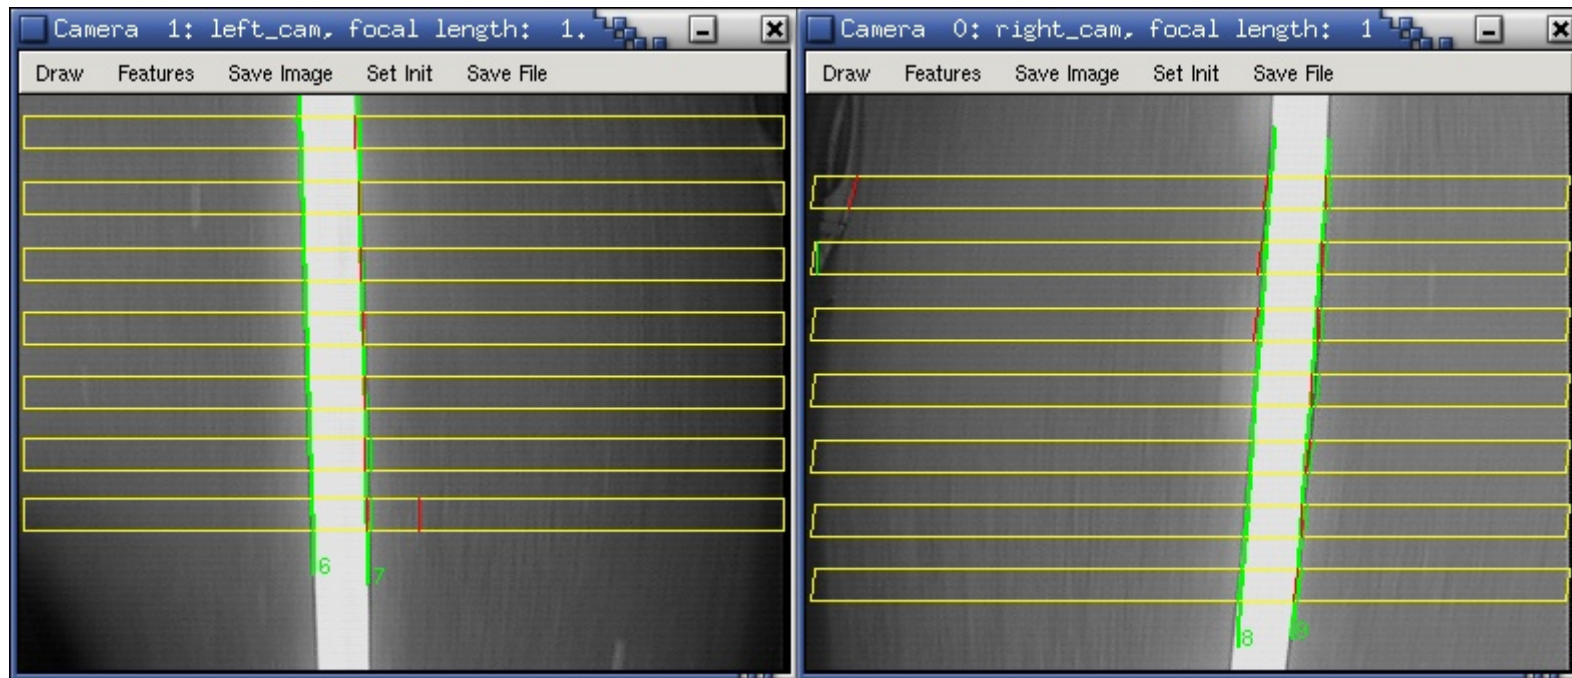 Camera 1: left_cam, focal length: 1.
Draw Features Save Image Set Init Save File
6 7
Camera 0: right_cam, focal length: 1
Draw Features Save Image Set Init Save File
8 9